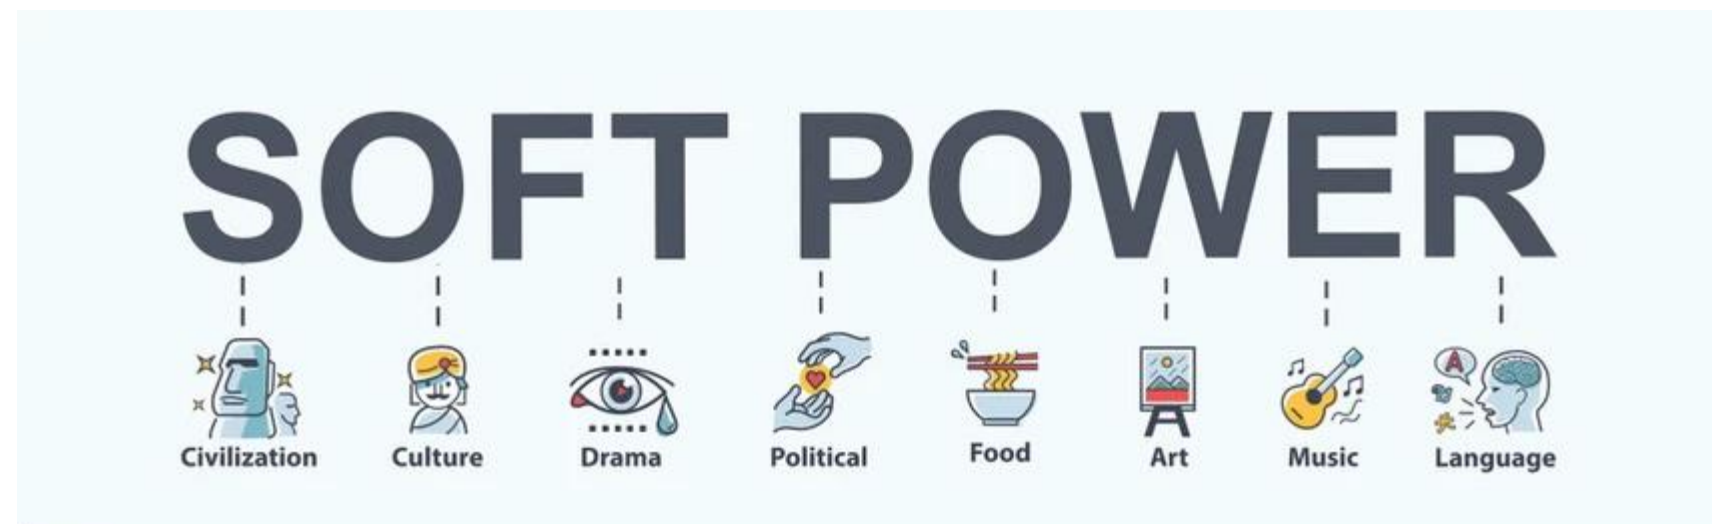 SOFT POWER
Civilization Culture Drama Political Food Art Music Language
A